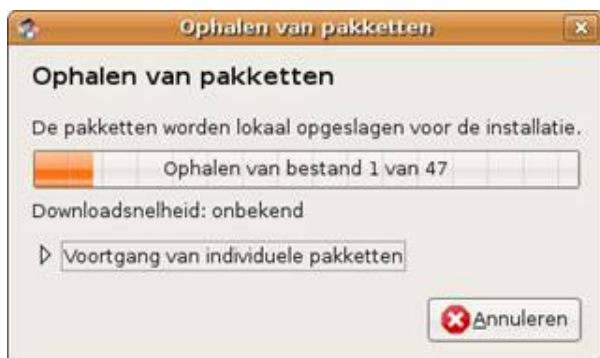 Ophalen van pakketten
Ophalen van pakketten
De pakketten worden lokaal opgeslagen voor de installatie.
Ophalen van bestand 1 van 47
Downloadsnelheid: onbekend
Voortgang van individuele pakketten
Annuleren